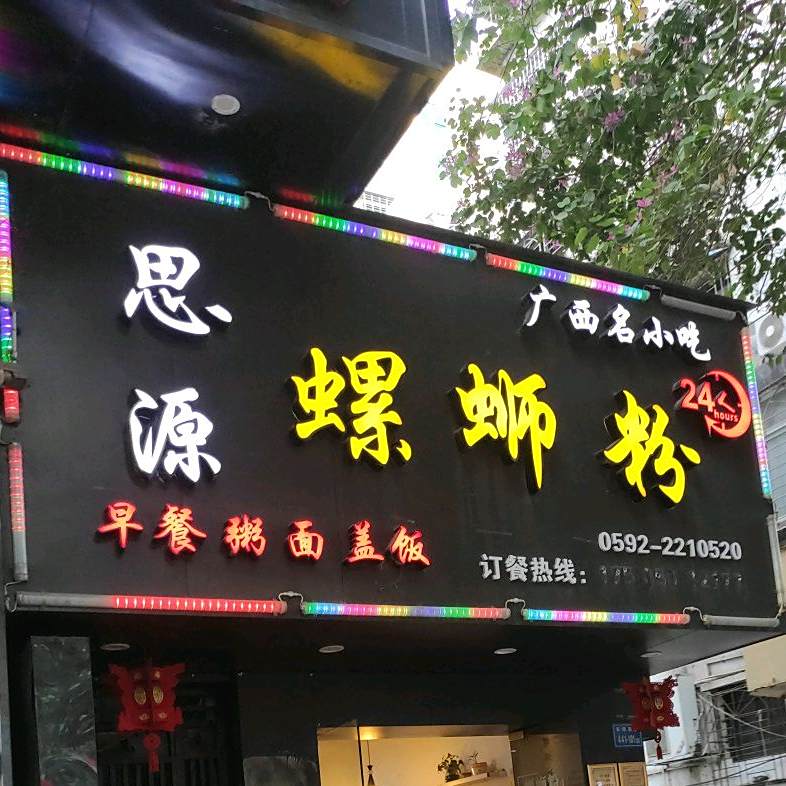 思源
广西名小吃
螺蛳粉
24 hours
早餐粥面盖饭
0592-2210520
订餐热线: